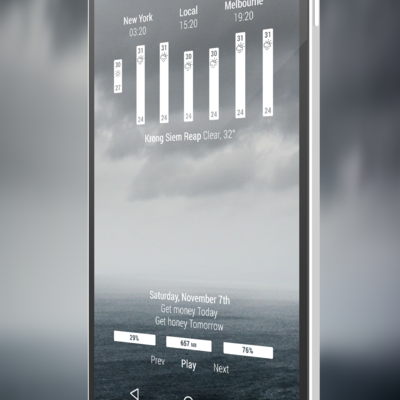 New York Local Melbourne
03:20 15:20 19:20
30 31 31 30 30 31 31
27 24 24 24 24 24 24
Krong Siem Reap Clear, 32°
Saturday, November 7th
Get money Today
Get honey Tomorrow
39% 657 MB 76%
Prev Play Next